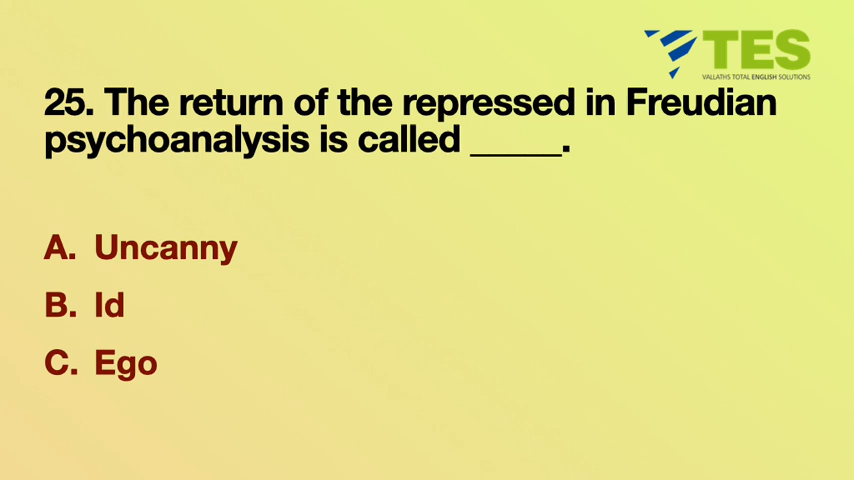 TES
VALLATHS TOTAL ENGLISH SOLUTIONS
25. The return of the repressed in Freudian
psychoanalysis is called _____.
A. Uncanny
B. Id
C. Ego